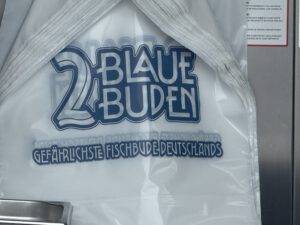 2 BLAUE
BUDEN
GEFÄHRLICHSTE FISCHBUDE DEUTSCHLANDS